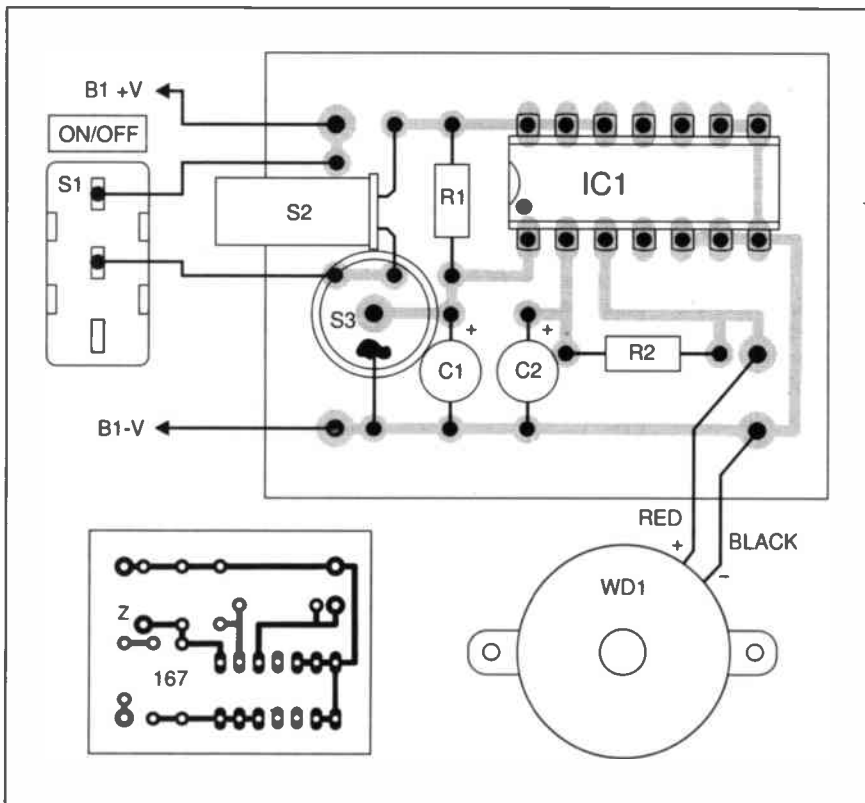 B1 +V
ON/OFF
S1
S2
R1
IC1
S3
+
C1
+
C2
R2
B1-V
RED
+
BLACK
–
WD1
Z
167